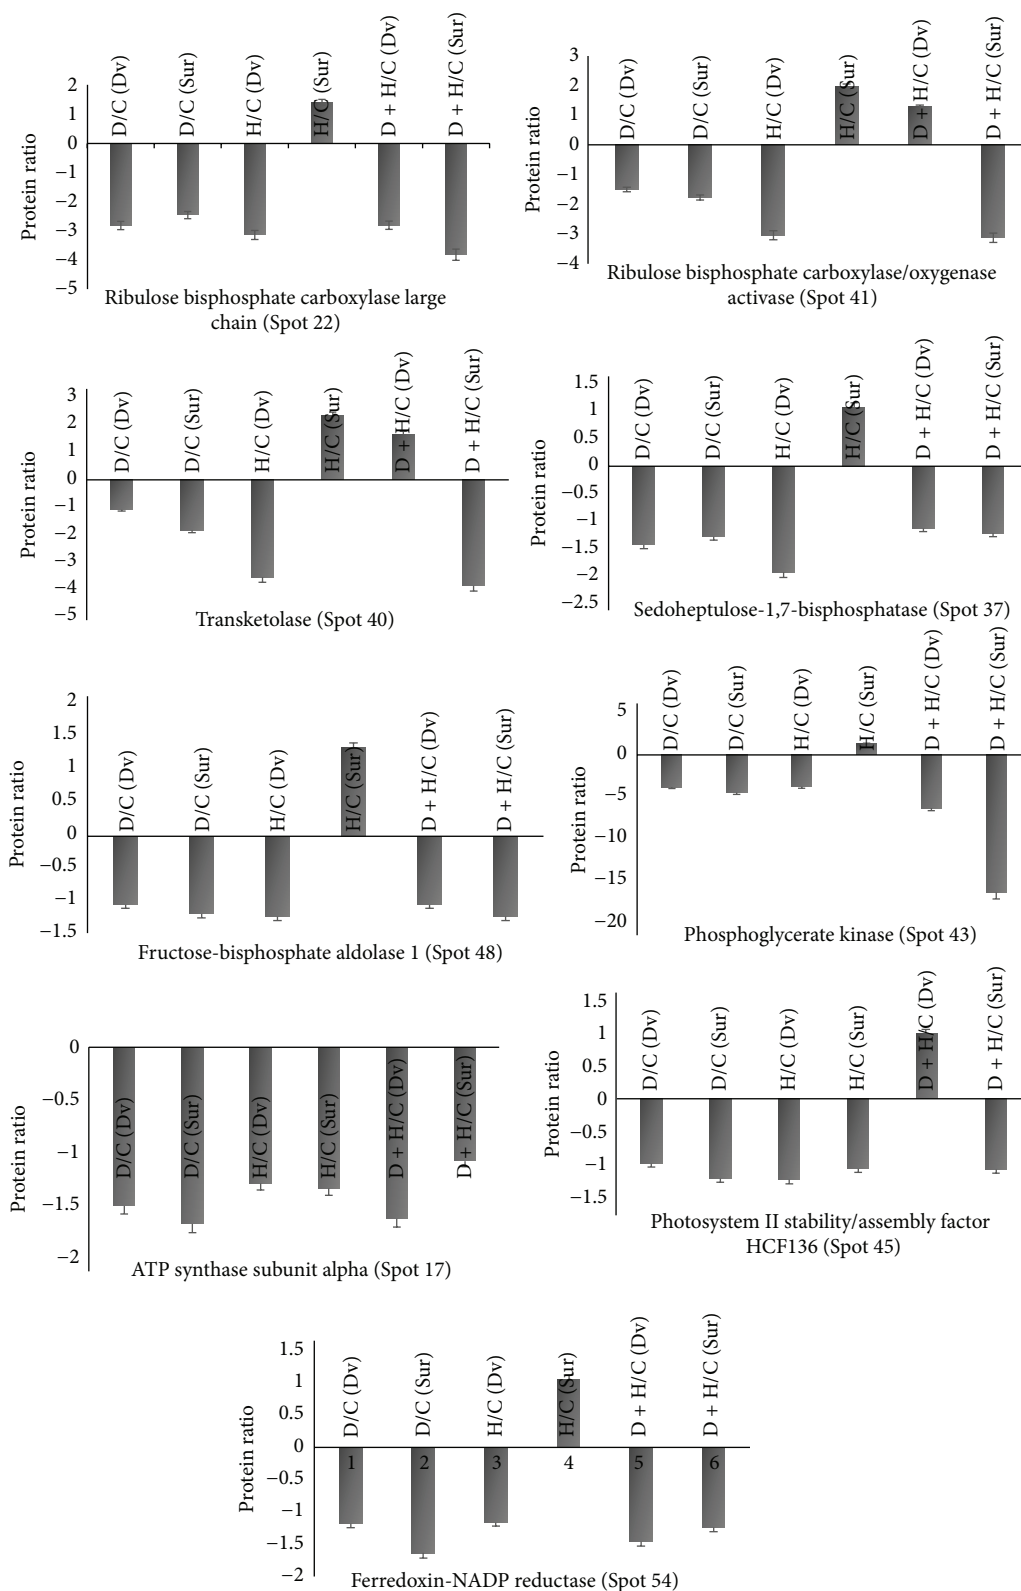 Protein ratio
2
1
0
−1
−2
−3
−4
−5
D/C (Dv)
D/C (Sur)
H/C (Dv)
H/C (Sur)
D + H/C (Dv)
D + H/C (Sur)
Ribulose bisphosphate carboxylase large
chain (Spot 22)
Protein ratio
3
2
1
0
−1
−2
−3
−4
D/C (Dv)
D/C (Sur)
H/C (Dv)
H/C (Sur)
D + H/C (Dv)
D + H/C (Sur)
Ribulose bisphosphate carboxylase/oxygenase
activase (Spot 41)
Protein ratio
3
2
1
0
−1
−2
−3
−4
−5
D/C (Dv)
D/C (Sur)
H/C (Dv)
H/C (Sur)
D + H/C (Dv)
D + H/C (Sur)
Transketolase (Spot 40)
Protein ratio
1.5
1
0.5
0
−0.5
−1
−1.5
−2
−2.5
D/C (Dv)
D/C (Sur)
H/C (Dv)
H/C (Sur)
D + H/C (Dv)
D + H/C (Sur)
Sedoheptulose-1,7-bisphosphatase (Spot 37)
Protein ratio
2
1.5
1
0.5
0
−0.5
−1
−1.5
D/C (Dv)
D/C (Sur)
H/C (Dv)
H/C (Sur)
D + H/C (Dv)
D + H/C (Sur)
Fructose-bisphosphate aldolase 1 (Spot 48)
Protein ratio
5
0
−5
−10
−15
−20
D/C (Dv)
D/C (Sur)
H/C (Dv)
H/C (Sur)
D + H/C (Dv)
D + H/C (Sur)
Phosphoglycerate kinase (Spot 43)
Protein ratio
0
−0.5
−1
−1.5
−2
D/C (Dv)
D/C (Sur)
H/C (Dv)
H/C (Sur)
D + H/C (Dv)
D + H/C (Sur)
ATP synthase subunit alpha (Spot 17)
Protein ratio
1.5
1
0.5
0
−0.5
−1
−1.5
D/C (Dv)
D/C (Sur)
H/C (Dv)
H/C (Sur)
D + H/C (Dv)
D + H/C (Sur)
Photosystem II stability/assembly factor
HCF136 (Spot 45)
Protein ratio
1.5
1
0.5
0
−0.5
−1
−1.5
−2
D/C (Dv)
D/C (Sur)
H/C (Dv)
H/C (Sur)
D + H/C (Dv)
D + H/C (Sur)
1
2
3
4
5
6
Ferredoxin-NADP reductase (Spot 54)